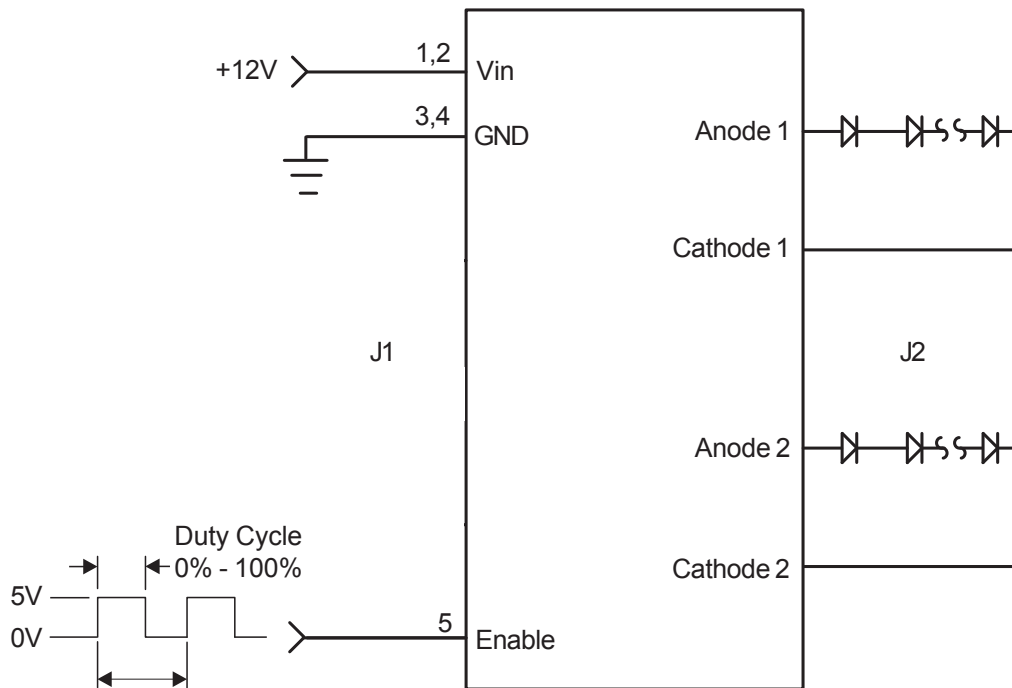 +12V
1,2
Vin
3,4
GND
Anode 1
Cathode 1
J1
J2
Anode 2
Cathode 2
Duty Cycle
0% - 100%
5V
0V
5
Enable